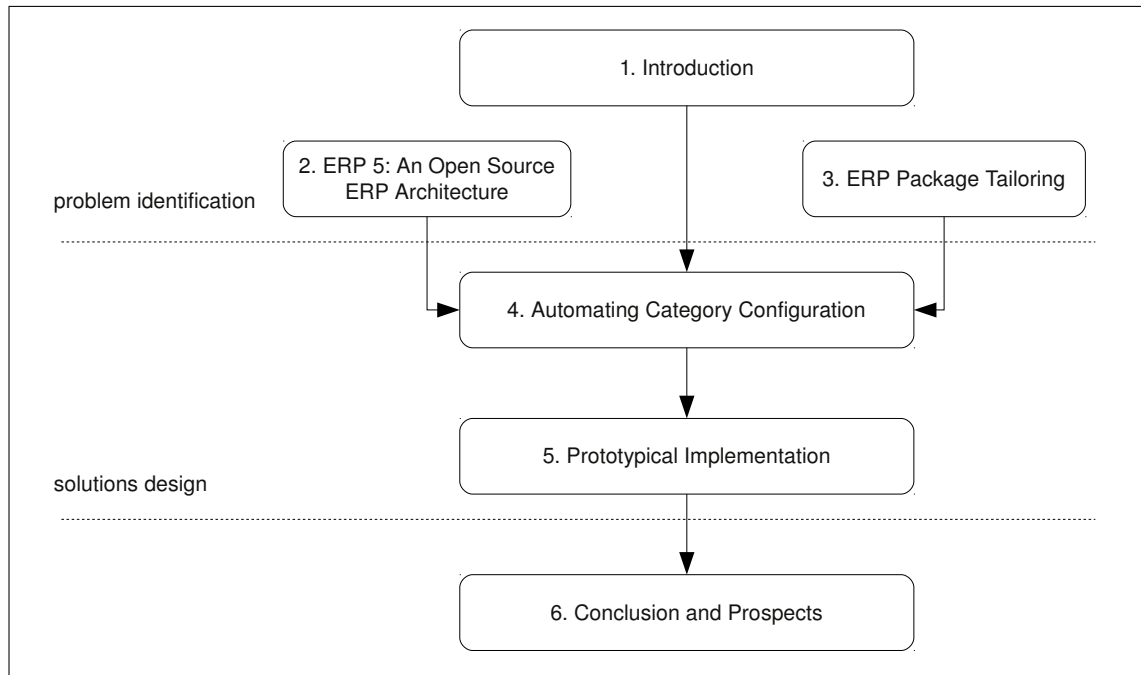 1. Introduction
2. ERP 5: An Open Source
ERP Architecture
3. ERP Package Tailoring
problem identification
4. Automating Category Configuration
5. Prototypical Implementation
solutions design
6. Conclusion and Prospects